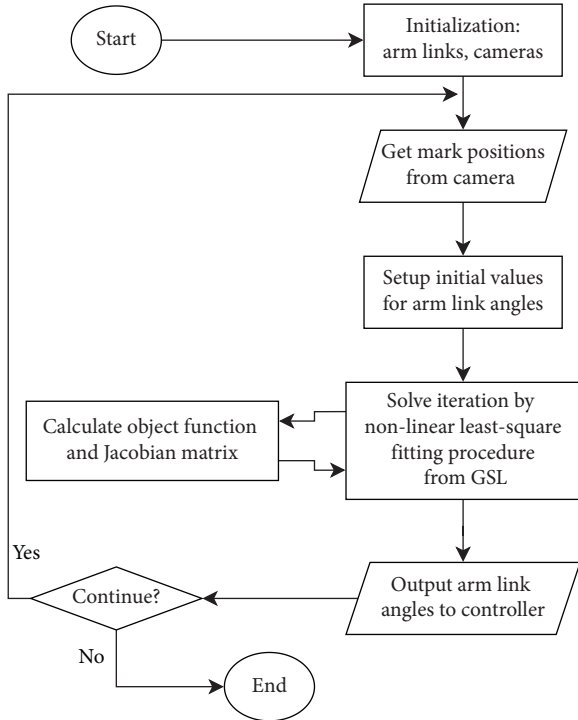 Start
Initialization:
arm links, cameras
Get mark positions
from camera
Setup initial values
for arm link angles
Solve iteration by
non-linear least-square
fitting procedure
from GSL
Calculate object function
and Jacobian matrix
Output arm link
angles to controller
Continue?
Yes
No
End